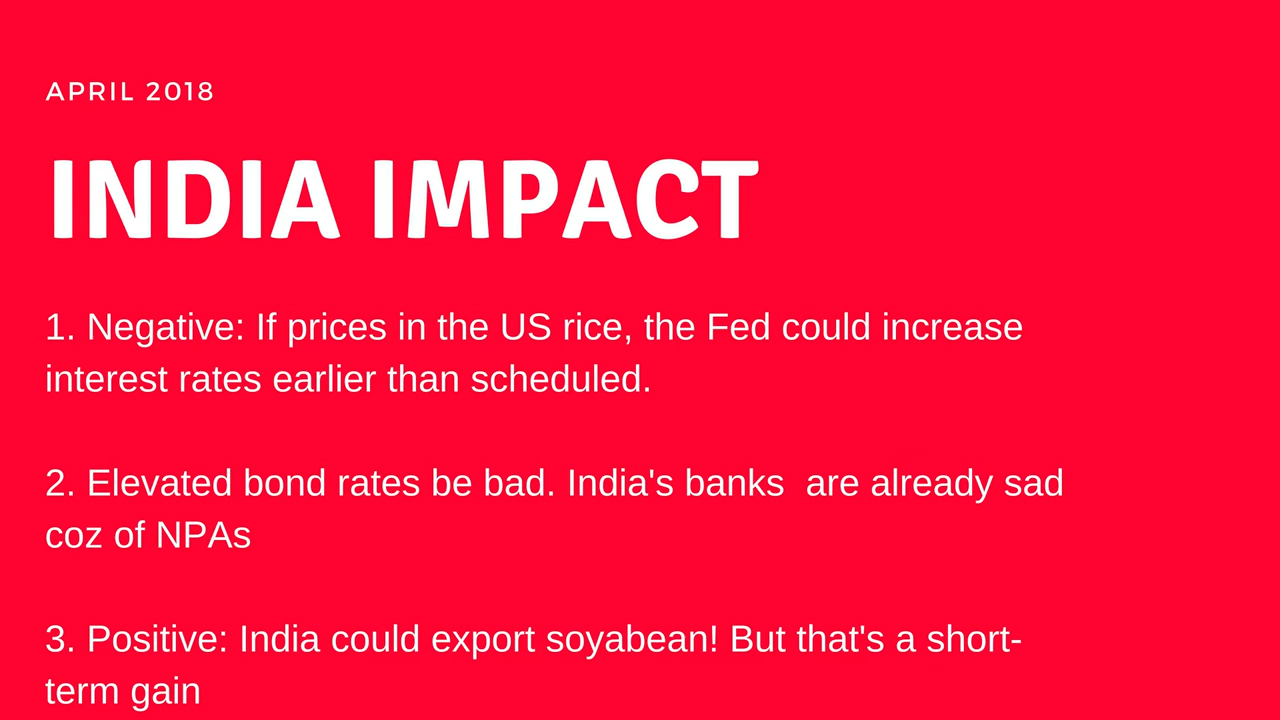 APRIL 2018
INDIA IMPACT
1. Negative: If prices in the US rice, the Fed could increase
interest rates earlier than scheduled.
2. Elevated bond rates be bad. India's banks  are already sad
coz of NPAs
3. Positive: India could export soyabean! But that's a short-
term gain